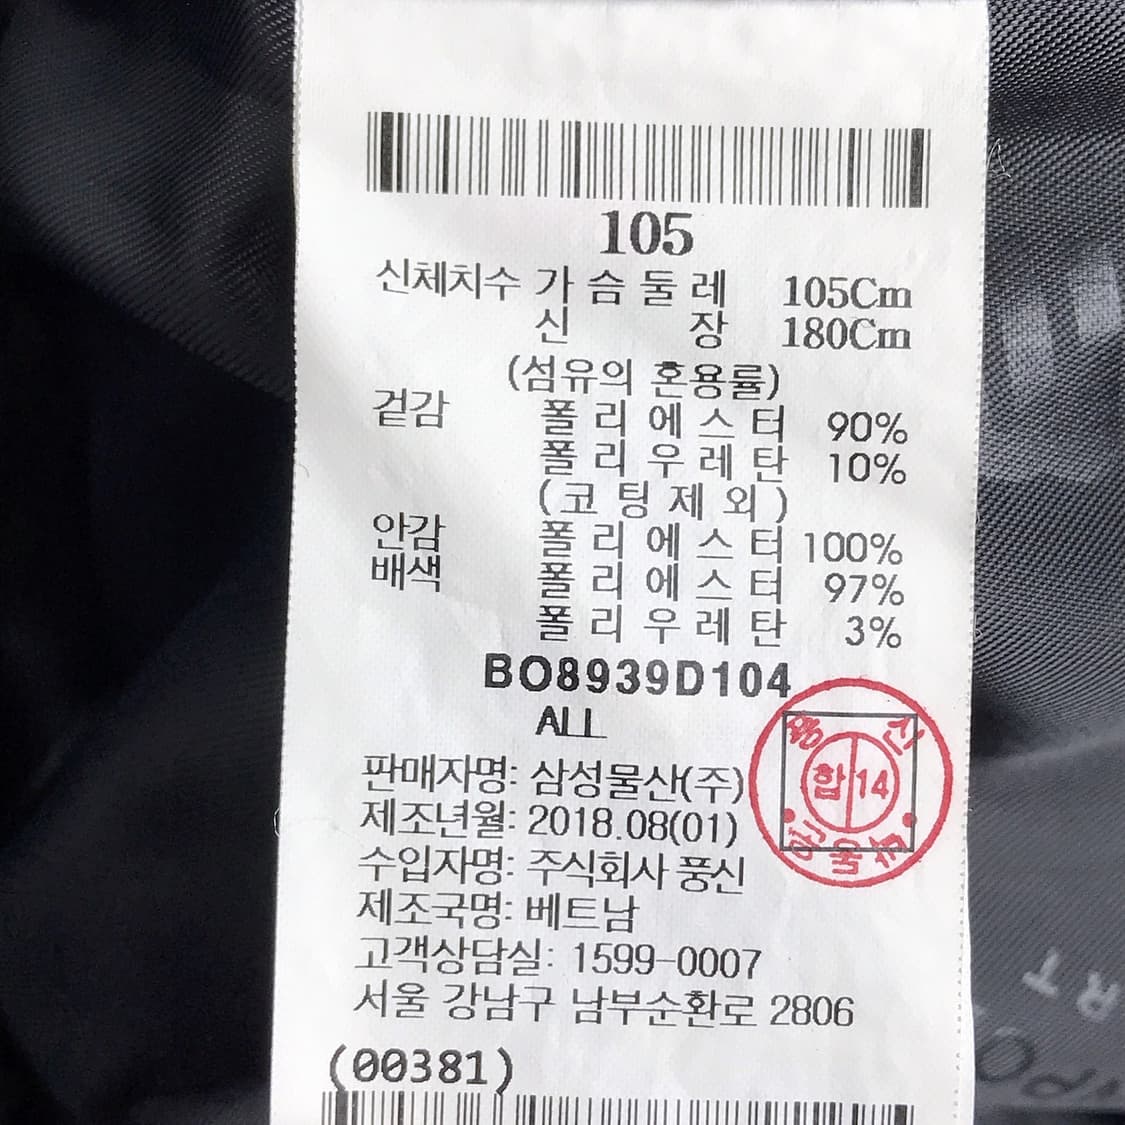 105
신체치수 가슴둘레 105Cm
신장 180Cm
(섬유의 혼용률)
겉감 폴리에스터 90%
폴리우레탄 10%
(코팅제외)
안감 폴리에스터 100%
배색 폴리에스터 97%
폴리우레탄 3%
BO8939D104
ALL
판매자명: 삼성물산(주)
제조년월: 2018.08(01)
수입자명: 주식회사 풍신
제조국명: 베트남
고객상담실: 1599-0007
서울 강남구 남부순환로 2806
(00381)
합 14